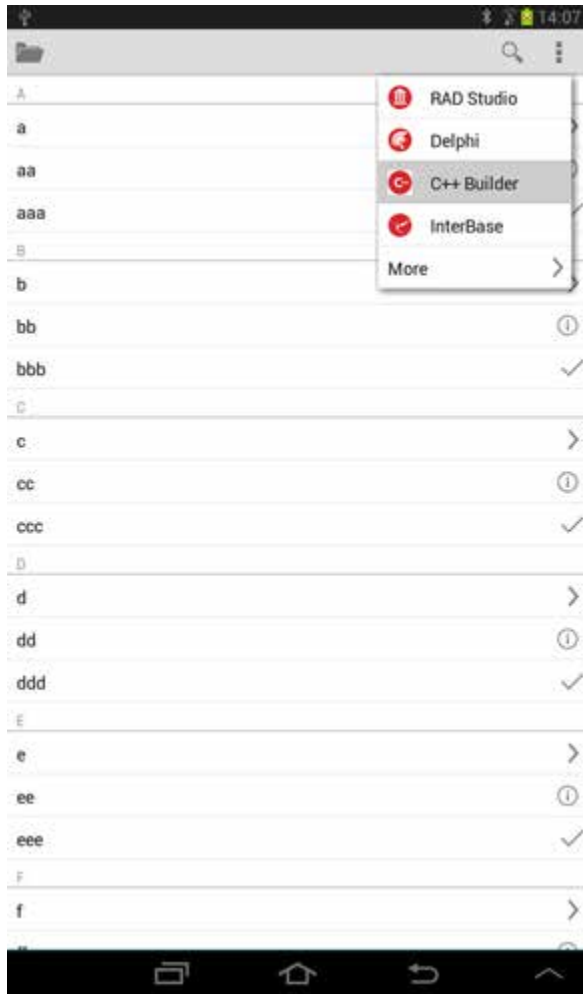 14:07
A
RAD Studio
a
Delphi
aa
C++ Builder
aaa
InterBase
B
More
b
bb
bbb
C
c
cc
ccc
D
d
dd
ddd
E
e
ee
eee
F
f